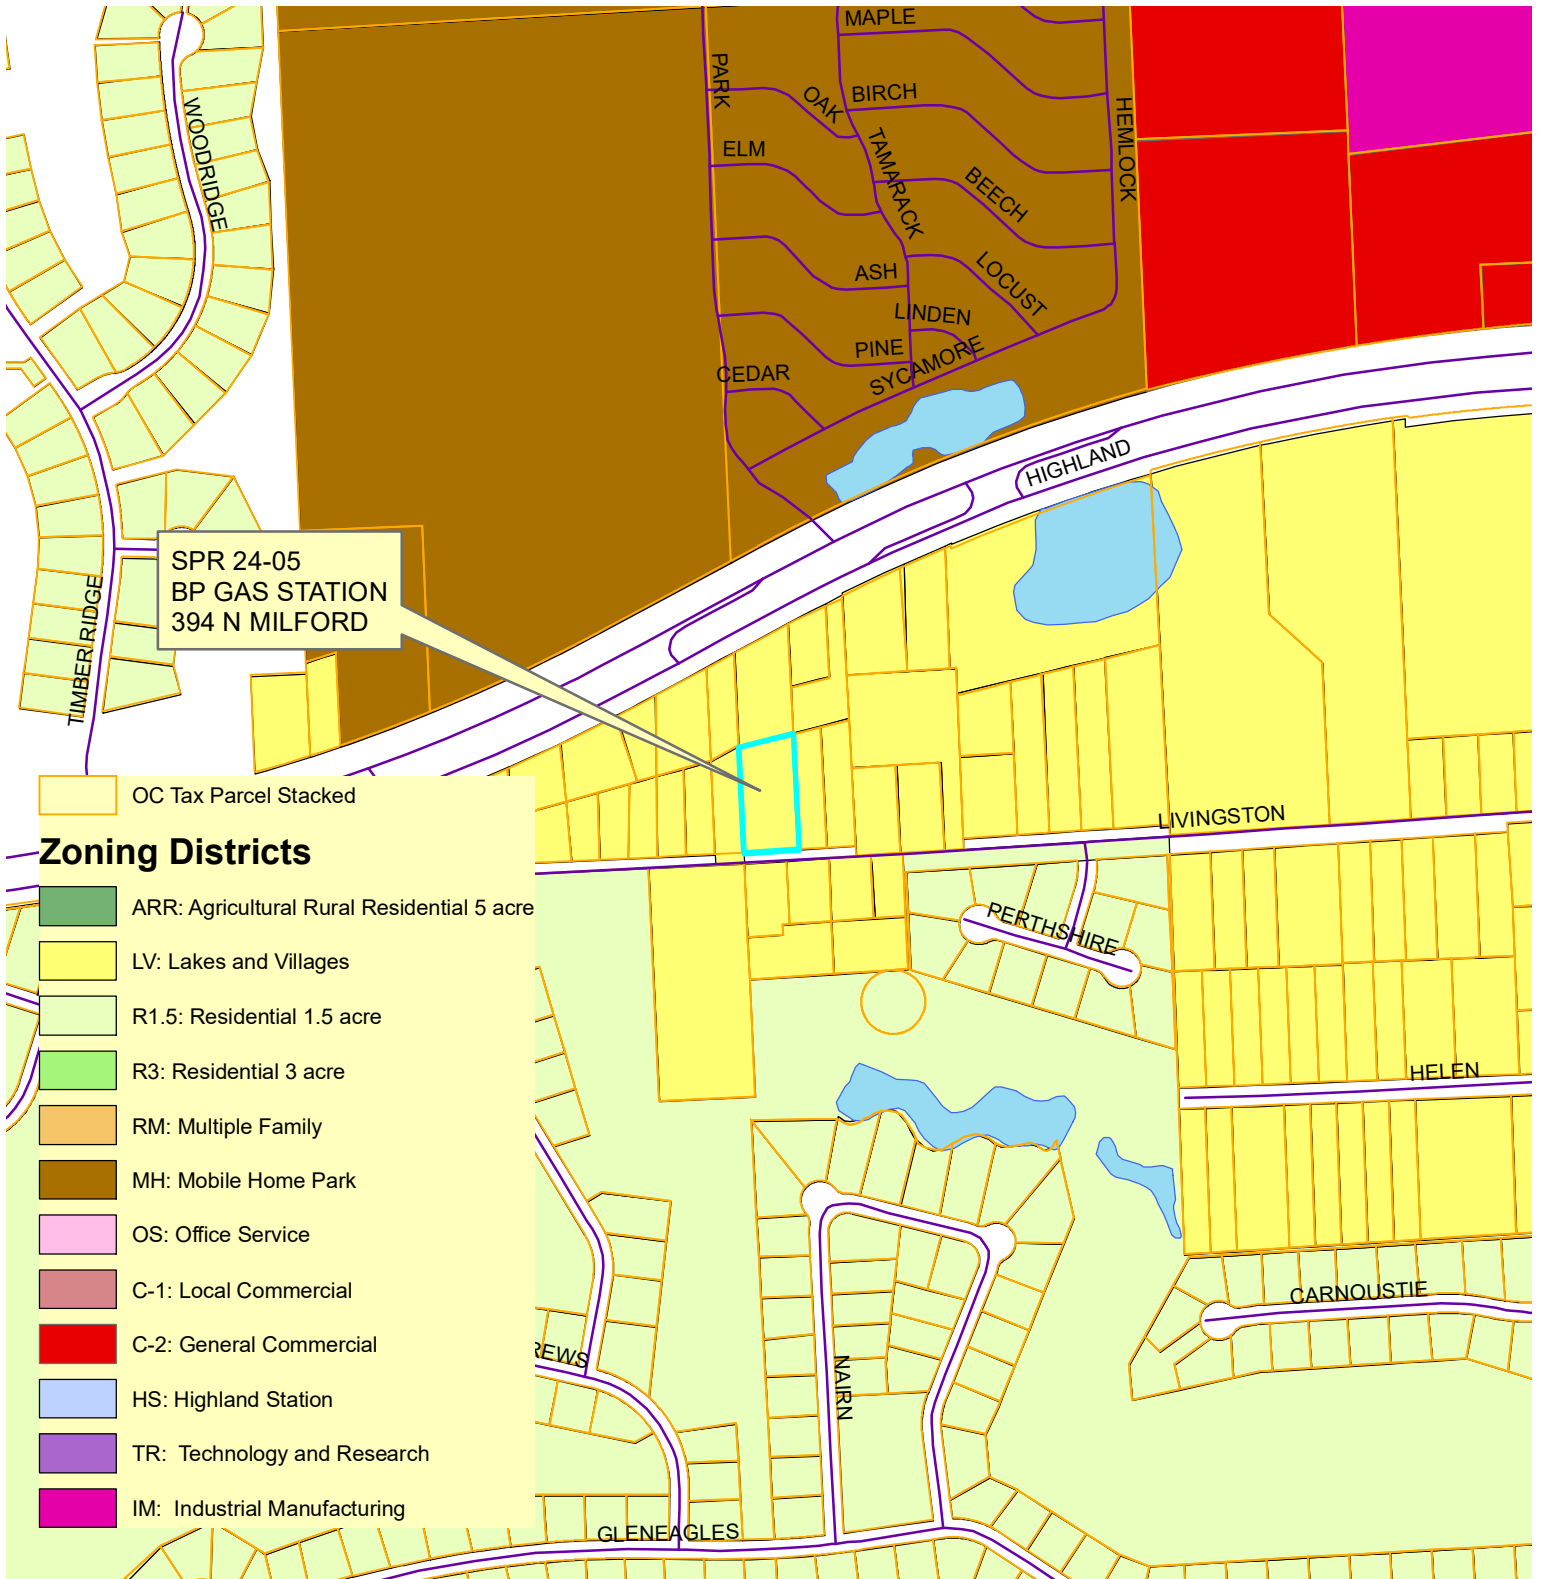 MAPLE
PARK
OAK
BIRCH
HEMLOCK
WOODRIDGE
ELM
TAMARACK
BEECH
ASH
LOCUST
LINDEN
PINE
SYCAMORE
CEDAR
HIGHLAND
SPR 24-05
BP GAS STATION
394 N MILFORD
TIMBER RIDGE
OC Tax Parcel Stacked
LIVINGSTON
Zoning Districts
ARR: Agricultural Rural Residential 5 acre
PERTHSHIRE
LV: Lakes and Villages
R1.5: Residential 1.5 acre
R3: Residential 3 acre
HELEN
RM: Multiple Family
MH: Mobile Home Park
OS: Office Service
C-1: Local Commercial
CARNOUSTIE
C-2: General Commercial
REWS
NAIRN
HS: Highland Station
TR: Technology and Research
IM: Industrial Manufacturing
GLENEAGLES